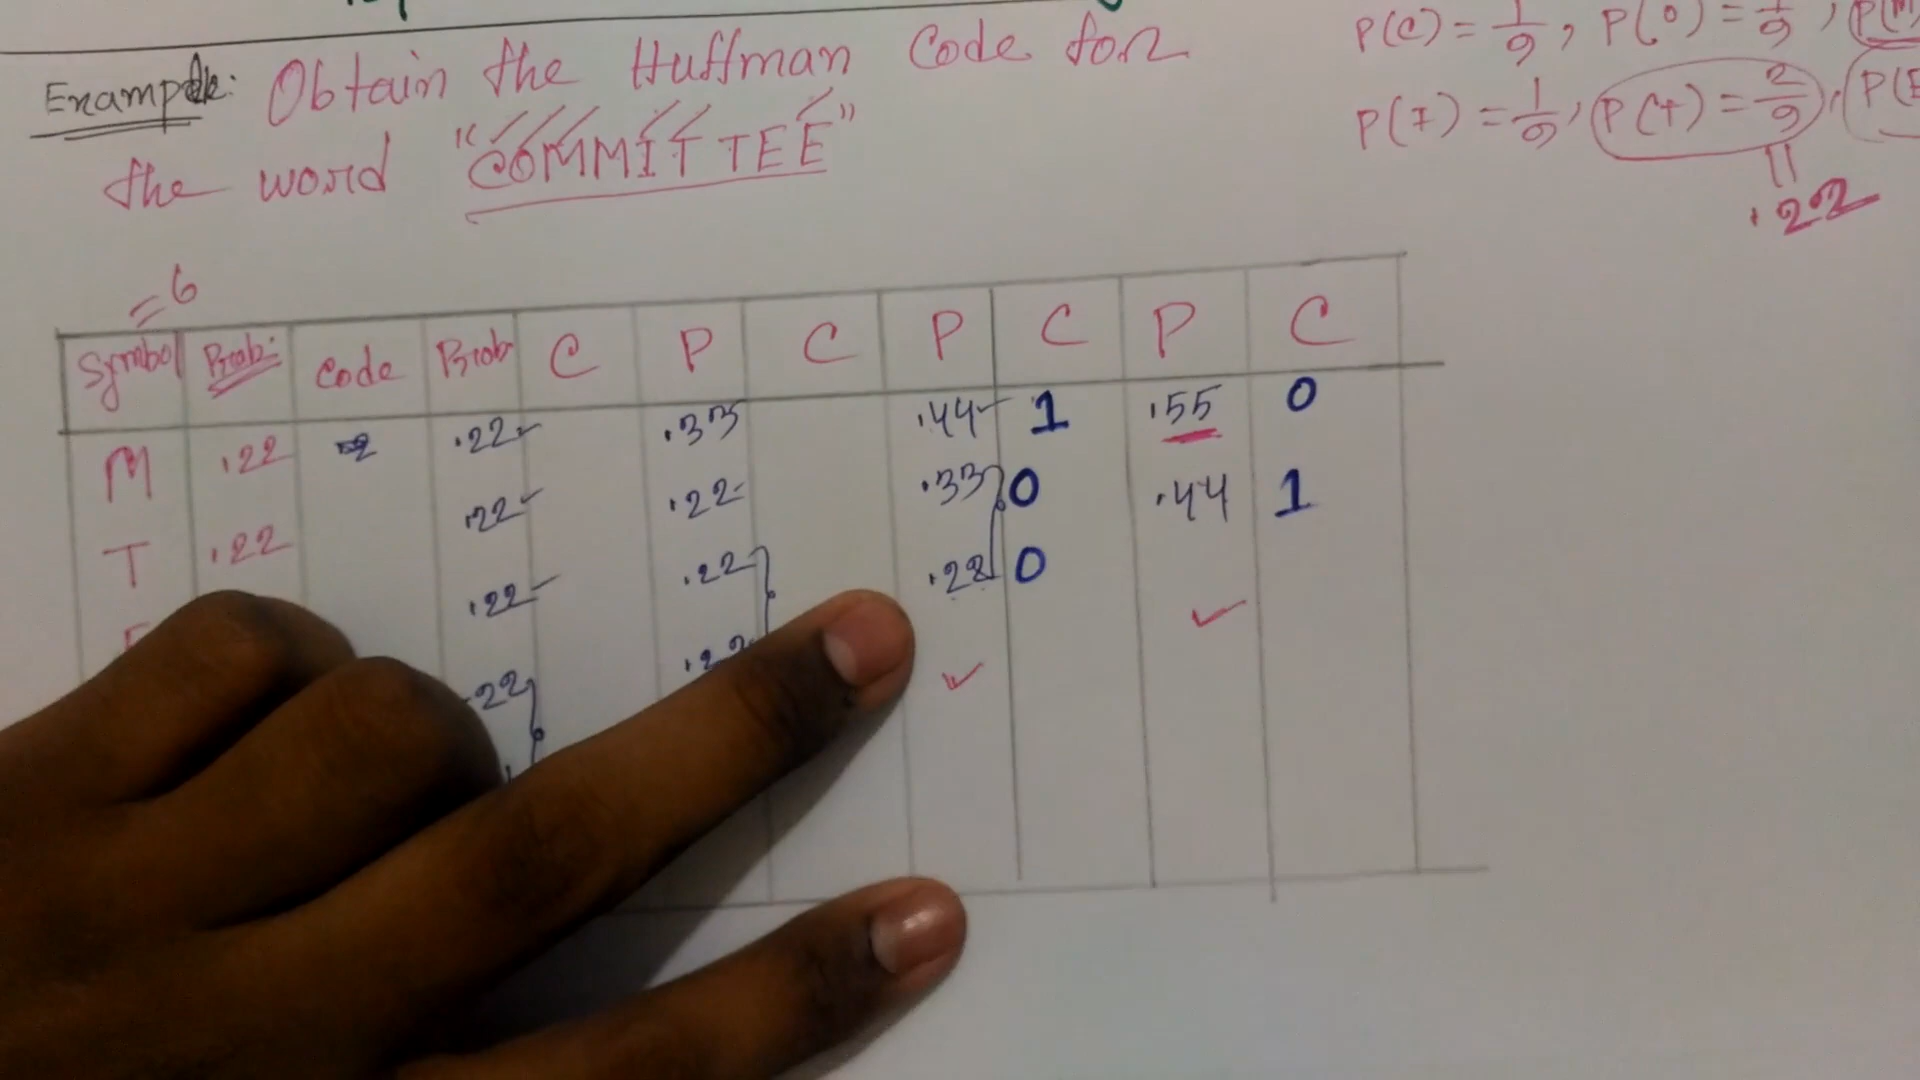 Example: Obtain the Huffman Code for
the word "COMMITTEE"
P(C) = 1/9, P(O) = 1/9, P(M)
P(I) = 1/9, P(T) = 2/9, P(E
.22
=6
Symbol Prob: Code Prob C P C P C P C
M .22 .22 .33 .44 1 .55 0
T .22 .22 .22 .33 0 .44 1
.22 .22 .22 0
.22 .22